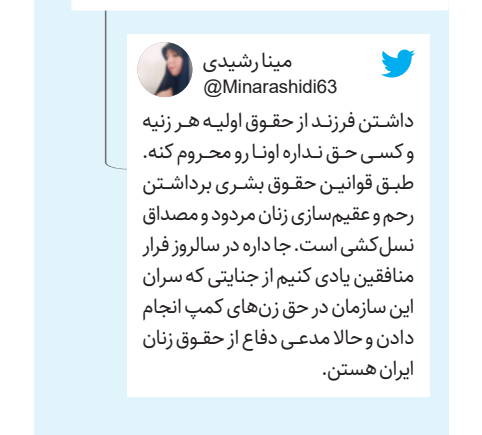 مینا رشیدی
@Minarashidi63
داشتن فرزند از حقوق اولیه هر زنیه
و کسی حق نداره اونا رو محروم کنه.
طبق قوانین حقوق بشری برداشتن
رحم و عقیم‌سازی زنان مردود و مصداق
نسل‌کشی است. جا داره در سالروز فرار
منافقین یادی کنیم از جنایتی که سران
این سازمان در حق زن‌های کمپ انجام
دادن و حالا مدعی دفاع از حقوق زنان
ایران هستن.